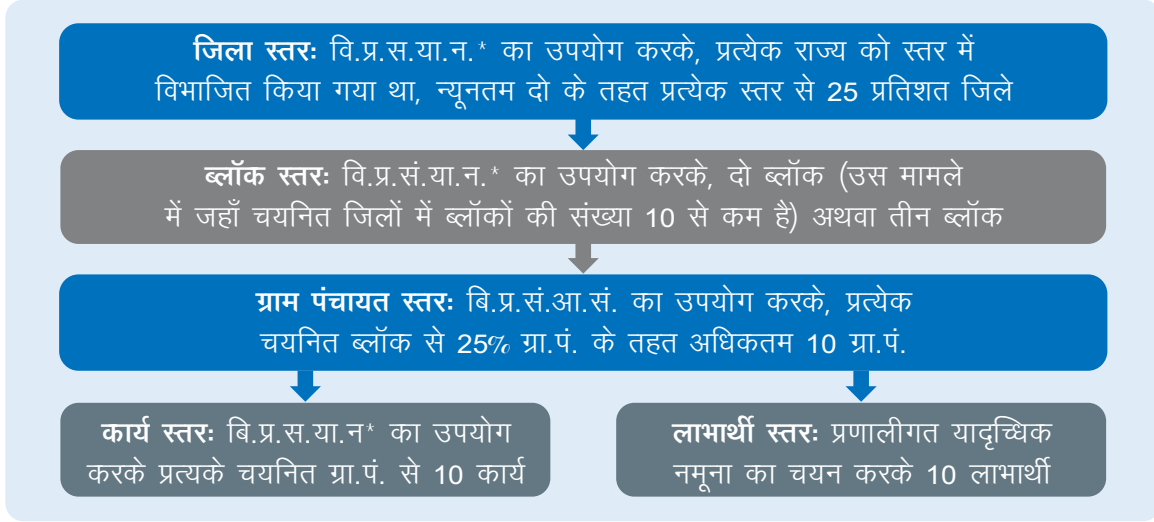 जिला स्तरः वि.प्र.स.या.न.* का उपयोग करके, प्रत्येक राज्य को स्तर में
विभाजित किया गया था, न्यूनतम दो के तहत प्रत्येक स्तर से 25 प्रतिशत जिले
ब्लॉक स्तरः वि.प्र.सं.या.न.* का उपयोग करके, दो ब्लॉक (उस मामले
में जहाँ चयनित जिलों में ब्लॉकों की संख्या 10 से कम है) अथवा तीन ब्लॉक
ग्राम पंचायत स्तरः बि.प्र.सं.आ.सं. का उपयोग करके, प्रत्येक
चयनित ब्लॉक से 25% ग्रा.पं. के तहत अधिकतम 10 ग्रा.पं.
कार्य स्तरः बि.प्र.स.या.न* का उपयोग
करके प्रत्यके चयनित ग्रा.पं. से 10 कार्य
लाभार्थी स्तरः प्रणालीगत यादृच्धिक
नमूना का चयन करके 10 लाभार्थी